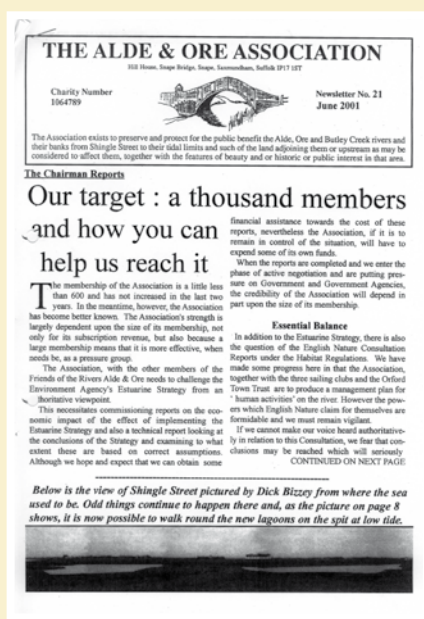 THE ALDE & ORE ASSOCIATION
Hill House, Snape Bridge, Snape, Saxmundham, Suffolk IP17 1ST
Charity Number
1064789
Newsletter No. 21
June 2001
The Association exists to preserve and protect for the public benefit the Alde, Ore and Butley Creek rivers and
their banks from Shingle Street to their tidal limits and such of the land adjoining them or upstream as may be
considered to affect them, together with the features of beauty and or historic or public interest in that area.
The Chairman Reports
Our target : a thousand members
and how you can
help us reach it
The membership of the Association is a little less
than 600 and has not increased in the last two
years. In the meantime, however, the Association
has become better known. The Association's strength is
largely dependent upon the size of its membership, not
only for its subscription revenue, but also because a
large membership means that it is more effective, when
needs be, as a pressure group.
The Association, with the other members of the
Friends of the Rivers Alde & Ore needs to challenge the
Environment Agency's Estuarine Strategy from an
thoritative viewpoint.
This necessitates commissioning reports on the eco-
nomic impact of the effect of implementing the
Estuarine Strategy and also a technical report looking at
the conclusions of the Strategy and examining to what
extent these are based on correct assumptions.
Although we hope and expect that we can obtain some
financial assistance towards the cost of these
reports, nevertheless the Association, if it is to
remain in control of the situation, will have to
expend some of its own funds.
When the reports are completed and we enter the
phase of active negotiation and are putting pres-
sure on Government and Government Agencies,
the credibility of the Association will depend in
part upon the size of its membership.
Essential Balance
In addition to the Estuarine Strategy, there is also
the question of the English Nature Consultation
Reports under the Habitat Regulations. We have
made some progress here in that the Association,
together with the three sailing clubs and the Orford
Town Trust are to produce a management plan for
' human activities' on the river. However the pow-
ers which English Nature claim for themselves are
formidable and we must remain vigilant.
If we cannot make our voice heard authoritative-
ly in relation to this Consultation, we fear that con-
clusions may be reached which will seriously
CONTINUED ON NEXT PAGE
Below is the view of Shingle Street pictured by Dick Bizzey from where the sea
used to be. Odd things continue to happen there and, as the picture on page 8
shows, it is now possible to walk round the new lagoons on the spit at low tide.